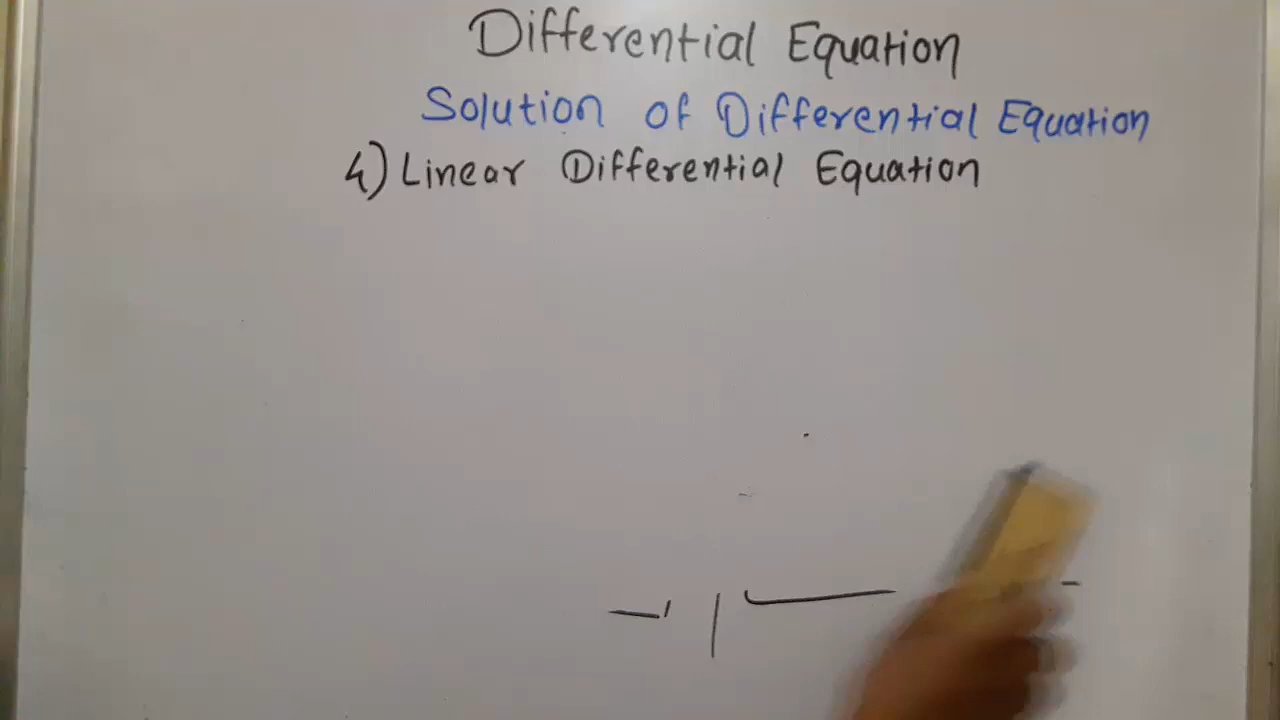 Differential Equation
Solution of Differential Equation
4) Linear Differential Equation